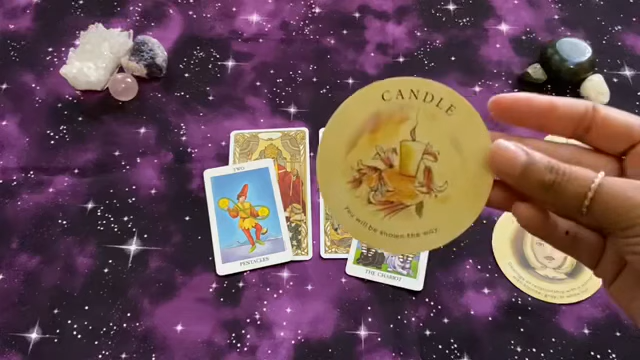 CANDLE
You will be shown the way.
TWO
PENTACLES
THE CHARIOT